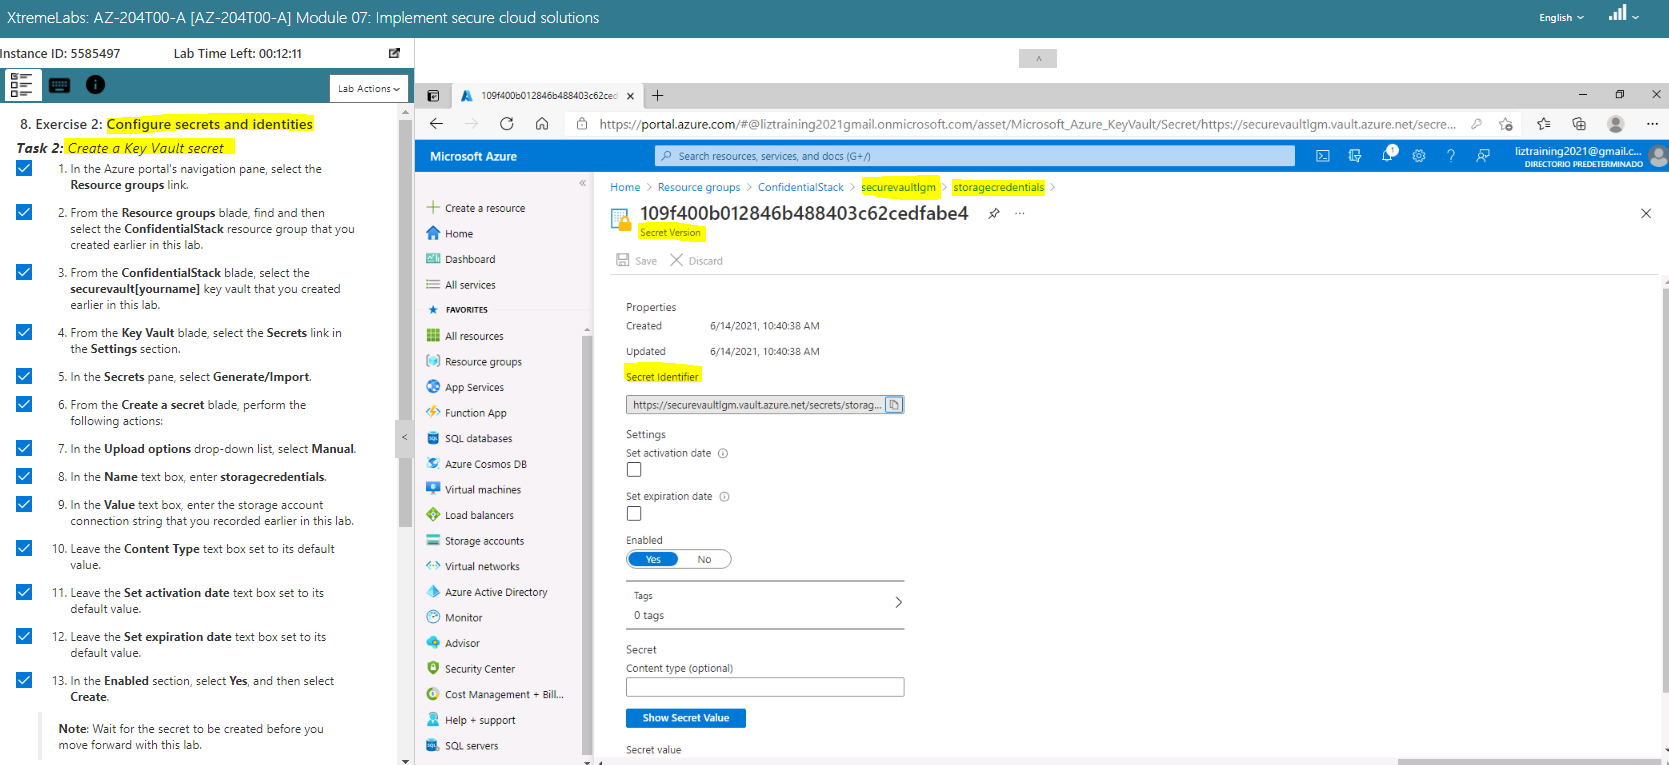 XtremeLabs: AZ-204T00-A [AZ-204T00-A] Module 07: Implement secure cloud solutions
English
Instance ID: 5585497
Lab Time Left: 00:12:11
Lab Actions
8. Exercise 2: Configure secrets and identities
Task 2: Create a Key Vault secret
1. In the Azure portal's navigation pane, select the
Resource groups link.
2. From the Resource groups blade, find and then
select the ConfidentialStack resource group that you
created earlier in this lab.
3. From the ConfidentialStack blade, select the
securevault[yourname] key vault that you created
earlier in this lab.
4. From the Key Vault blade, select the Secrets link in
the Settings section.
5. In the Secrets pane, select Generate/Import.
6. From the Create a secret blade, perform the
following actions:
7. In the Upload options drop-down list, select Manual.
8. In the Name text box, enter storagecredentials.
9. In the Value text box, enter the storage account
connection string that you recorded earlier in this lab.
10. Leave the Content Type text box set to its default
value.
11. Leave the Set activation date text box set to its
default value.
12. Leave the Set expiration date text box set to its
default value.
13. In the Enabled section, select Yes, and then select
Create.
Note: Wait for the secret to be created before you
move forward with this lab.
109f400b012846b488403c62ced
https://portal.azure.com/#@liztraining2021gmail.onmicrosoft.com/asset/Microsoft_Azure_KeyVault/Secret/https://securevaultlgm.vault.azure.net/secre...
Microsoft Azure
Search resources, services, and docs (G+/)
1
liztraining2021@gmail.c...
DIRECTORIO PREDETERMINADO
Create a resource
Home
Dashboard
All services
FAVORITES
All resources
Resource groups
App Services
Function App
SQL databases
Azure Cosmos DB
Virtual machines
Load balancers
Storage accounts
Virtual networks
Azure Active Directory
Monitor
Advisor
Security Center
Cost Management + Bill...
Help + support
SQL servers
Home > Resource groups > ConfidentialStack > securevaultlgm > storagecredentials >
109f400b012846b488403c62cedfabe4
Secret Version
Save
Discard
Properties
Created 6/14/2021, 10:40:38 AM
Updated 6/14/2021, 10:40:38 AM
Secret Identifier
https://securevaultlgm.vault.azure.net/secrets/storag...
Settings
Set activation date
Set expiration date
Enabled
Yes No
Tags
0 tags
Secret
Content type (optional)
Show Secret Value
Secret value